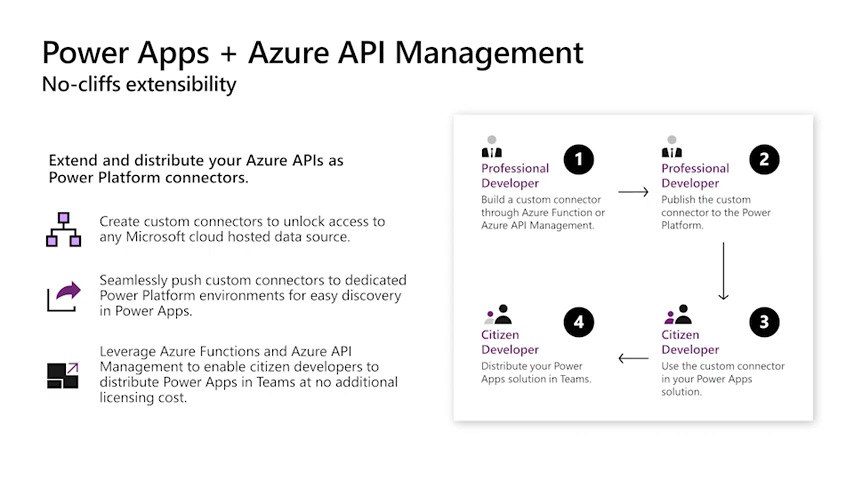 Power Apps + Azure API Management
No-cliffs extensibility
Extend and distribute your Azure APIs as
Power Platform connectors.
Create custom connectors to unlock access to
any Microsoft cloud hosted data source.
Seamlessly push custom connectors to dedicated
Power Platform environments for easy discovery
in Power Apps.
Leverage Azure Functions and Azure API
Management to enable citizen developers to
distribute Power Apps in Teams at no additional
licensing cost.
1
Professional
Developer
Build a custom connector
through Azure Function or
Azure API Management.
2
Professional
Developer
Publish the custom
connector to the Power
Platform.
3
Citizen
Developer
Use the custom connector
in your Power Apps
solution.
4
Citizen
Developer
Distribute your Power
Apps solution in Teams.